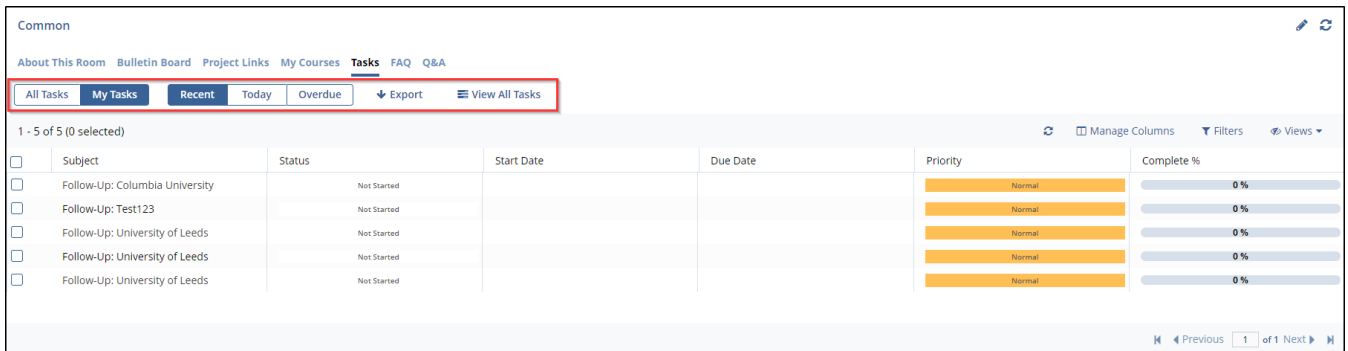 Common
About This Room Bulletin Board Project Links My Courses Tasks FAQ Q&A
All Tasks My Tasks Recent Today Overdue Export View All Tasks
1 - 5 of 5 (0 selected) Manage Columns Filters Views
Subject Status Start Date Due Date Priority Complete %
Follow-Up: Columbia University Not Started Normal 0 %
Follow-Up: Test123 Not Started Normal 0 %
Follow-Up: University of Leeds Not Started Normal 0 %
Follow-Up: University of Leeds Not Started Normal 0 %
Follow-Up: University of Leeds Not Started Normal 0 %
Previous 1 of 1 Next